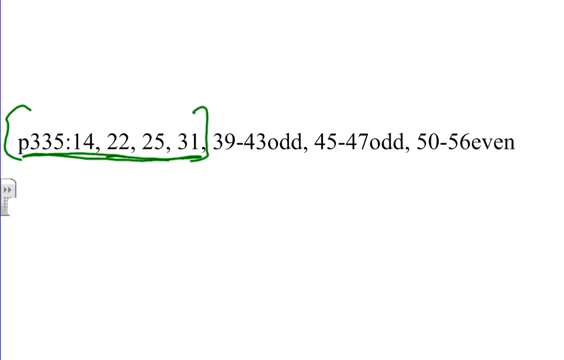 p335:14, 22, 25, 31, 39-43odd, 45-47odd, 50-56even